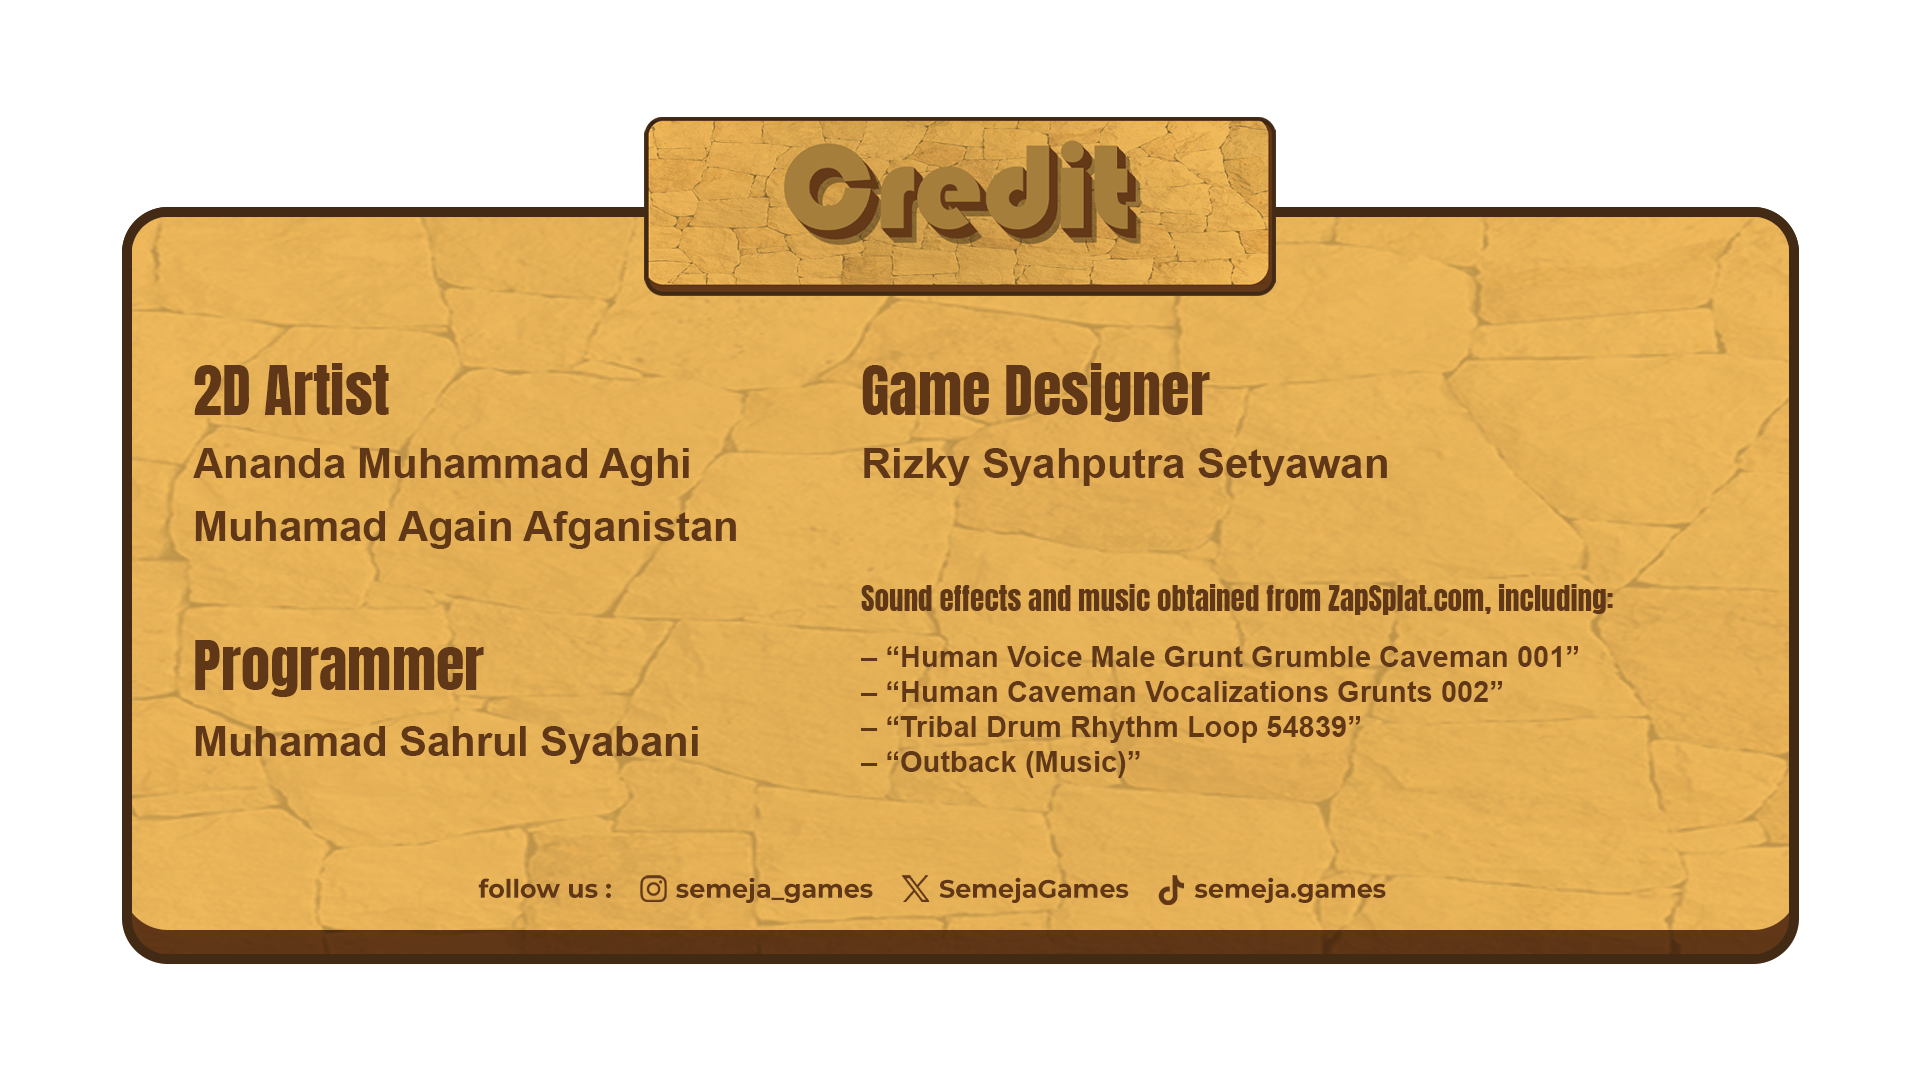 Credit
2D Artist
Ananda Muhammad Aghi
Muhamad Again Afganistan
Programmer
Muhamad Sahrul Syabani
Game Designer
Rizky Syahputra Setyawan
Sound effects and music obtained from ZapSplat.com, including:
– “Human Voice Male Grunt Grumble Caveman 001”
– “Human Caveman Vocalizations Grunts 002”
– “Tribal Drum Rhythm Loop 54839”
– “Outback (Music)”
follow us : semeja_games SemejaGames semeja.games